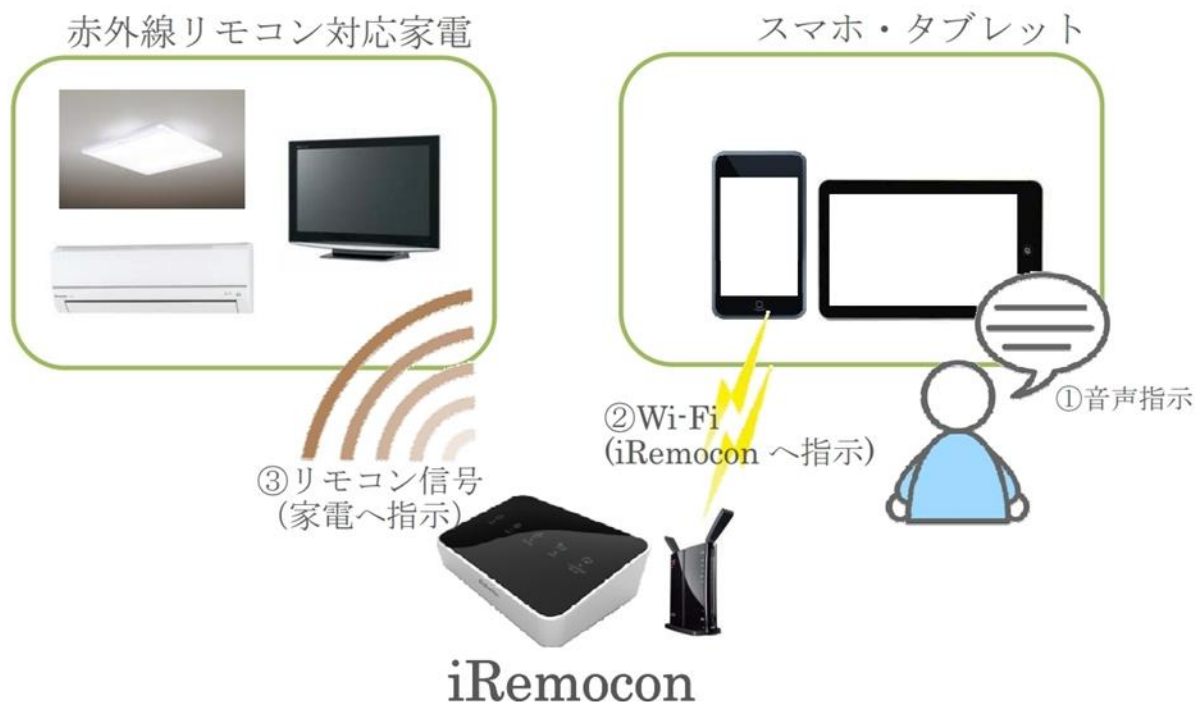 赤外線リモコン対応家電
スマホ・タブレット
①音声指示
②Wi-Fi
(iRemocon へ指示)
③リモコン信号
(家電へ指示)
iRemocon